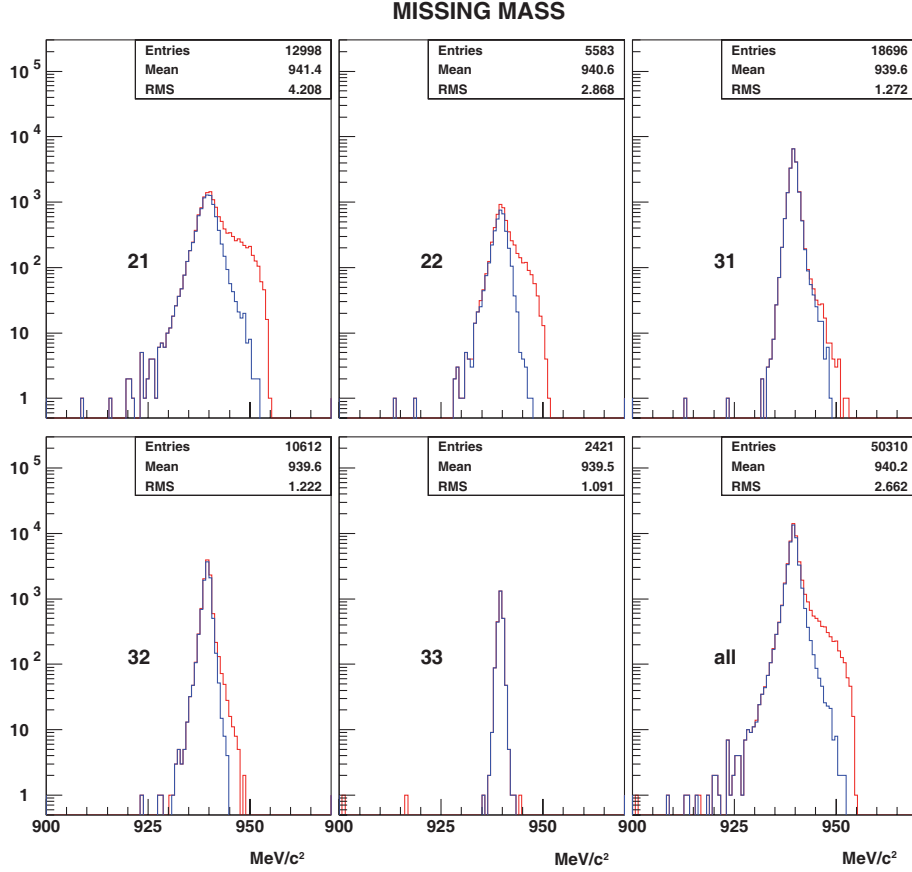 MISSING MASS
Entries 12998
Mean 941.4
RMS 4.208
Entries 5583
Mean 940.6
RMS 2.868
Entries 18696
Mean 939.6
RMS 1.272
10⁵
10⁴
10³
10²
10
1
21
22
31
Entries 10612
Mean 939.6
RMS 1.222
Entries 2421
Mean 939.5
RMS 1.091
Entries 50310
Mean 940.2
RMS 2.662
10⁵
10⁴
10³
10²
10
1
32
33
all
900 925 950 900 925 950 900 925 950
MeV/c² MeV/c² MeV/c²